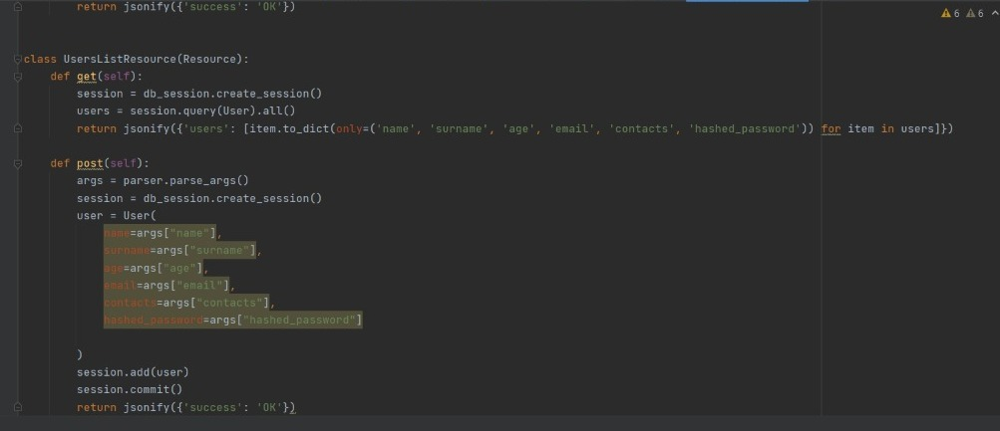 return jsonify({'success': 'OK'})
6 6
class UsersListResource(Resource):
def get(self):
session = db_session.create_session()
users = session.query(User).all()
return jsonify({'users': [item.to_dict(only=('name', 'surname', 'age', 'email', 'contacts', 'hashed_password')) for item in users]})
def post(self):
args = parser.parse_args()
session = db_session.create_session()
user = User(
name=args["name"],
surname=args["surname"],
age=args["age"],
email=args["email"],
contacts=args["contacts"],
hashed_password=args["hashed_password"]
)
session.add(user)
session.commit()
return jsonify({'success': 'OK'})